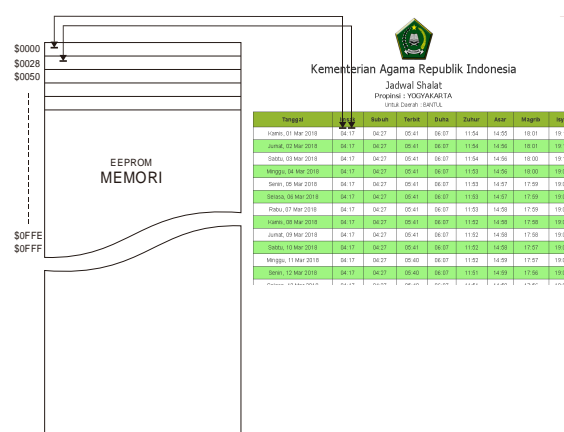 $0000
$0028
$0050
EEPROM
MEMORI
$0FFE
$0FFF
Kementerian Agama Republik Indonesia
Jadwal Shalat
Propinsi : YOGYAKARTA
Untuk Daerah : BANTUL
Tanggal Subuh Terbit Duha Zuhur Asar Magrib
Kamis, 01 Mar 2018 04:17 04:27 05:41 06:07 11:54 14:55 18:01
Jumat, 02 Mar 2018 04:17 04:27 05:41 06:07 11:54 14:56 18:01
Sabtu, 03 Mar 2018 04:17 04:27 05:41 06:07 11:54 14:56 18:00
Minggu, 04 Mar 2018 04:17 04:27 05:41 06:07 11:53 14:56 18:00
Senin, 05 Mar 2018 04:17 04:27 05:41 06:07 11:53 14:57 17:59
Selasa, 06 Mar 2018 04:17 04:27 05:41 06:07 11:53 14:57 17:59
Rabu, 07 Mar 2018 04:17 04:27 05:41 06:07 11:53 14:58 17:59
Kamis, 08 Mar 2018 04:17 04:27 05:41 06:07 11:52 14:58 17:58
Jumat, 09 Mar 2018 04:17 04:27 05:41 06:07 11:52 14:58 17:58
Sabtu, 10 Mar 2018 04:17 04:27 05:41 06:07 11:52 14:58 17:57
Minggu, 11 Mar 2018 04:17 04:27 05:40 06:07 11:52 14:59 17:57
Senin, 12 Mar 2018 04:17 04:27 05:40 06:07 11:51 14:59 17:56